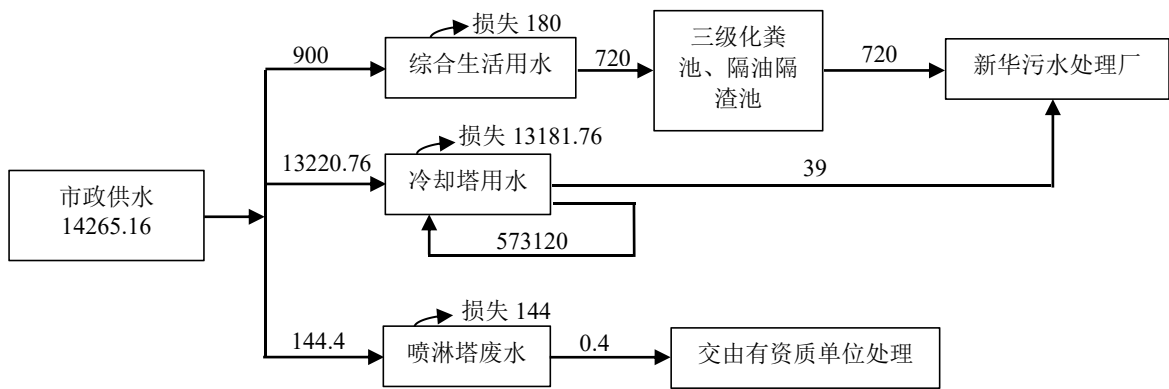 损失 180
900
综合生活用水
720
三级化粪
池、隔油隔
渣池
720
新华污水处理厂
损失 13181.76
13220.76
冷却塔用水
39
573120
市政供水
14265.16
损失 144
144.4
喷淋塔废水
0.4
交由有资质单位处理